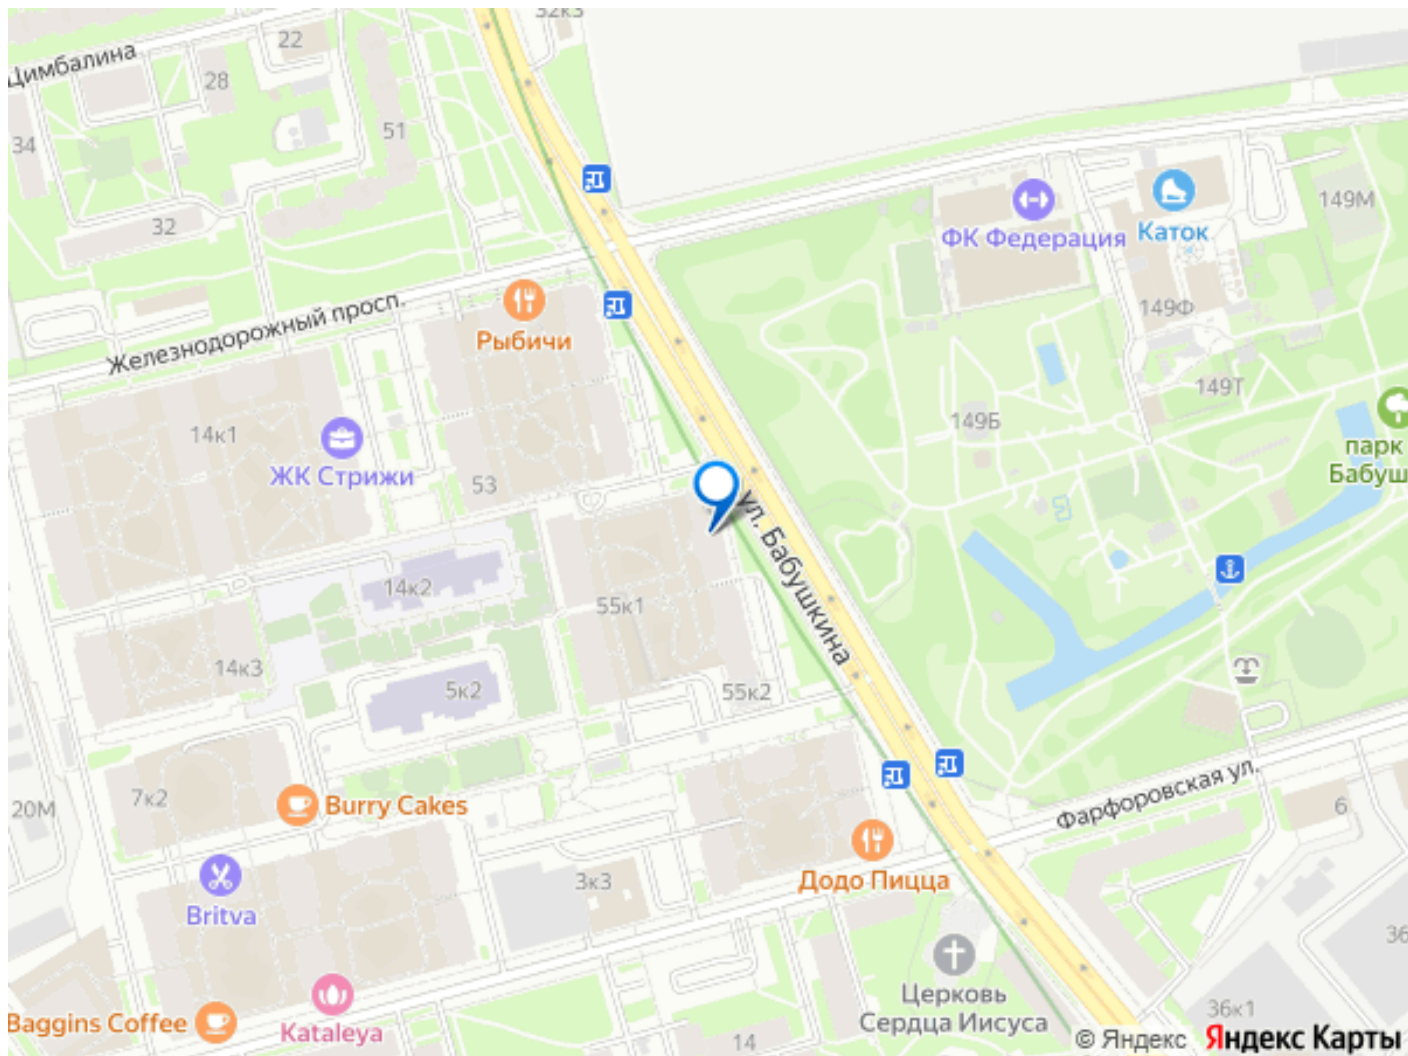 32к3
Цимбалина
22
28
34
51
32
149М
ФК Федерация
Каток
149Ф
Железнодорожный просп.
Рыбичи
149Т
149Б
14к1
парк
Бабуш
ЖК Стрижи
53
ул. Бабушкина
14к2
55к1
14к3
5к2
55к2
7к2
20М
Burry Cakes
Фарфоровская ул.
6
Додо Пицца
3к3
Britva
36
Церковь
Сердца Иисуса
36к1
Baggins Coffee
Kataleya
14
© Яндекс Яндекс Карты